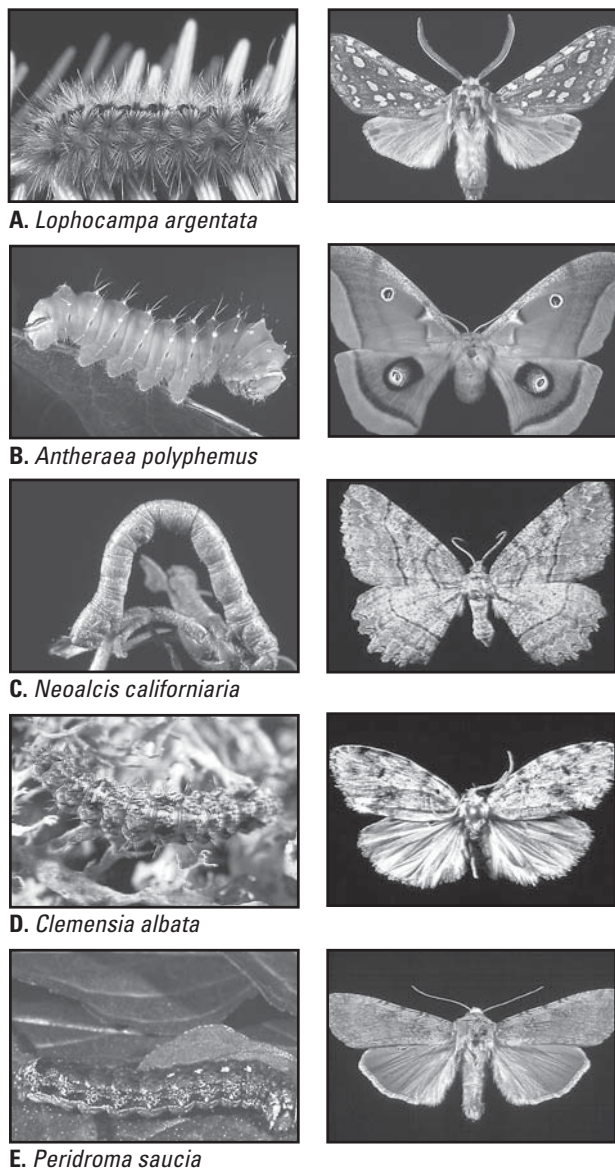 A. Lophocampa argentata
B. Antheraea polyphemus
C. Neoalcis californiaria
D. Clemensia albata
E. Peridroma saucia